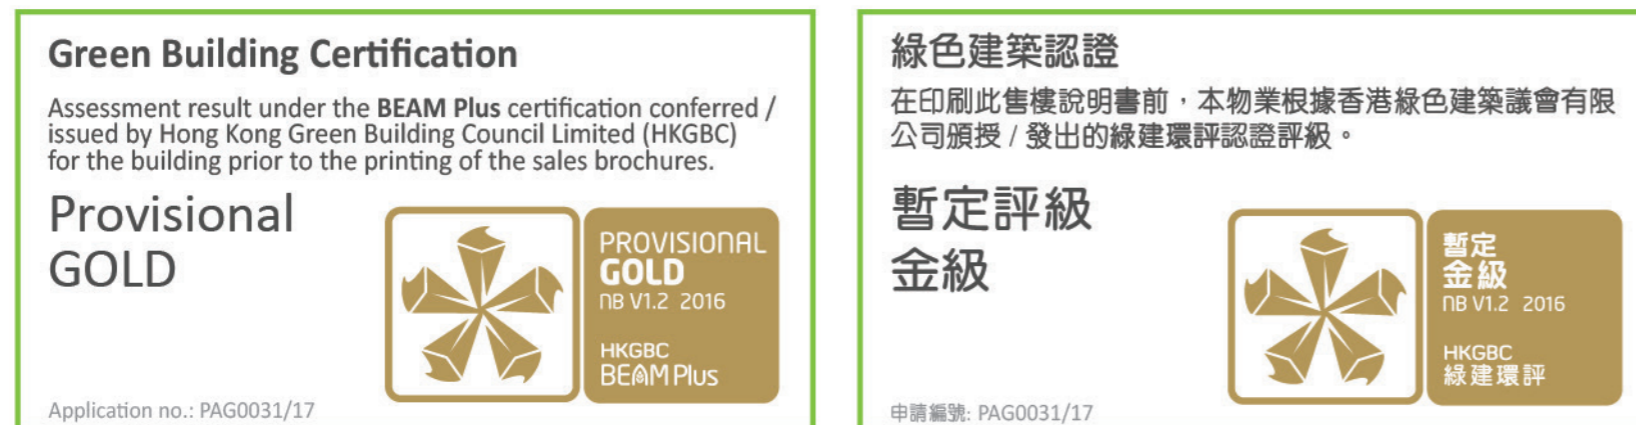 Green Building Certification
Assessment result under the BEAM Plus certification conferred /
issued by Hong Kong Green Building Council Limited (HKGBC)
for the building prior to the printing of the sales brochures.
Provisional
GOLD
PROVISIONAL
GOLD
NB V1.2 2016
HKGBC
BEAM Plus
Application no.: PAG0031/17
綠色建築認證
在印刷此售樓說明書前，本物業根據香港綠色建築議會有限
公司頒授 / 發出的綠建環評認證評級。
暫定評級
金級
暫定
金級
NB V1.2 2016
HKGBC
綠建環評
申請編號: PAG0031/17